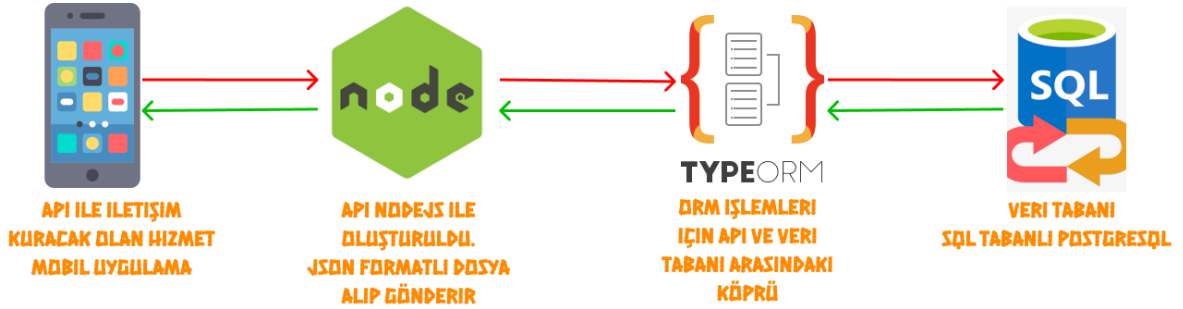 node
SQL
TYPEORM
API ILE ILETIŞIM
KURACAK OLAN HIZMET
MOBIL UYGULAMA
API NODEJS ILE
OLUŞTURULDU.
JSON FORMATLI DOSYA
ALIP GÖNDERIR
ORM IŞLEMLERI
IÇIN API VE VERI
TABANI ARASINDAKI
KÖPRÜ
VERI TABANI
SQL TABANLI POSTGRESQL